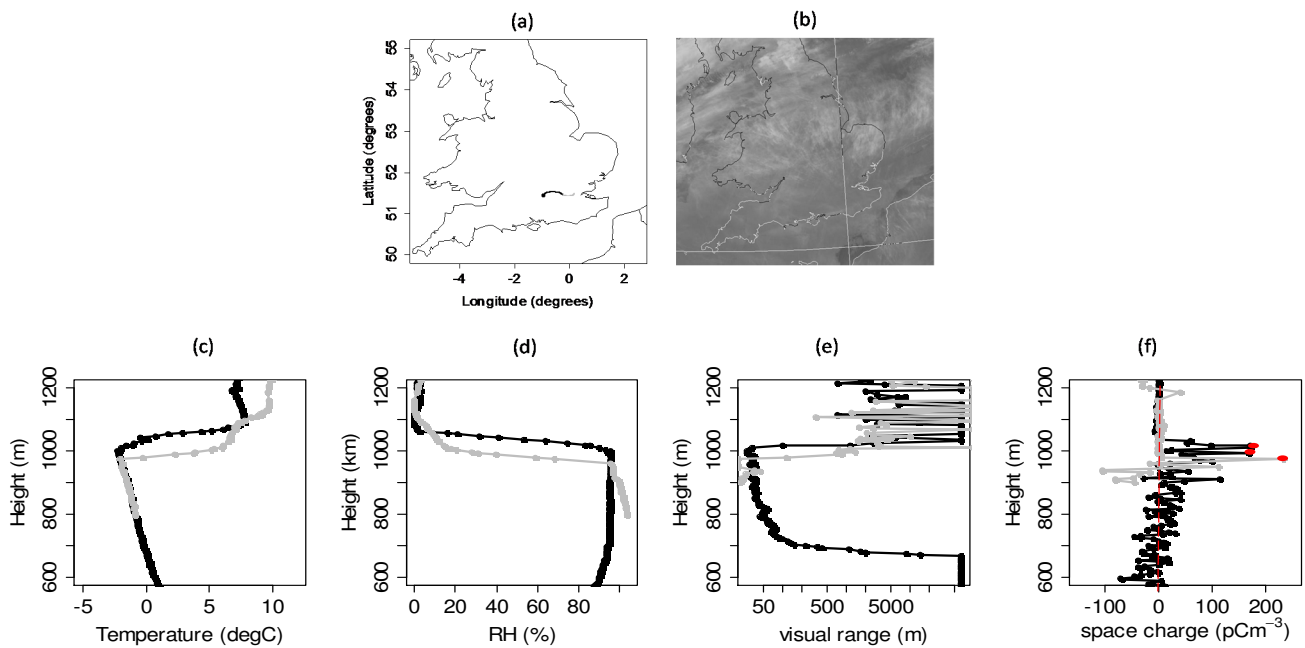 (a)
(b)
Latitude (degrees)
55
54
53
52
51
50
-4
-2
0
2
Longitude (degrees)
(c)
(d)
(e)
(f)
Height (m)
1200
1000
800
600
-5
0
5
10
Temperature (degC)
Height (km)
1200
1000
800
600
0
20
40
60
80
RH (%)
Height (m)
1200
1000
800
600
50
500
5000
visual range (m)
Height (m)
1200
1000
800
600
-100
0
100
200
space charge (pCm⁻³)